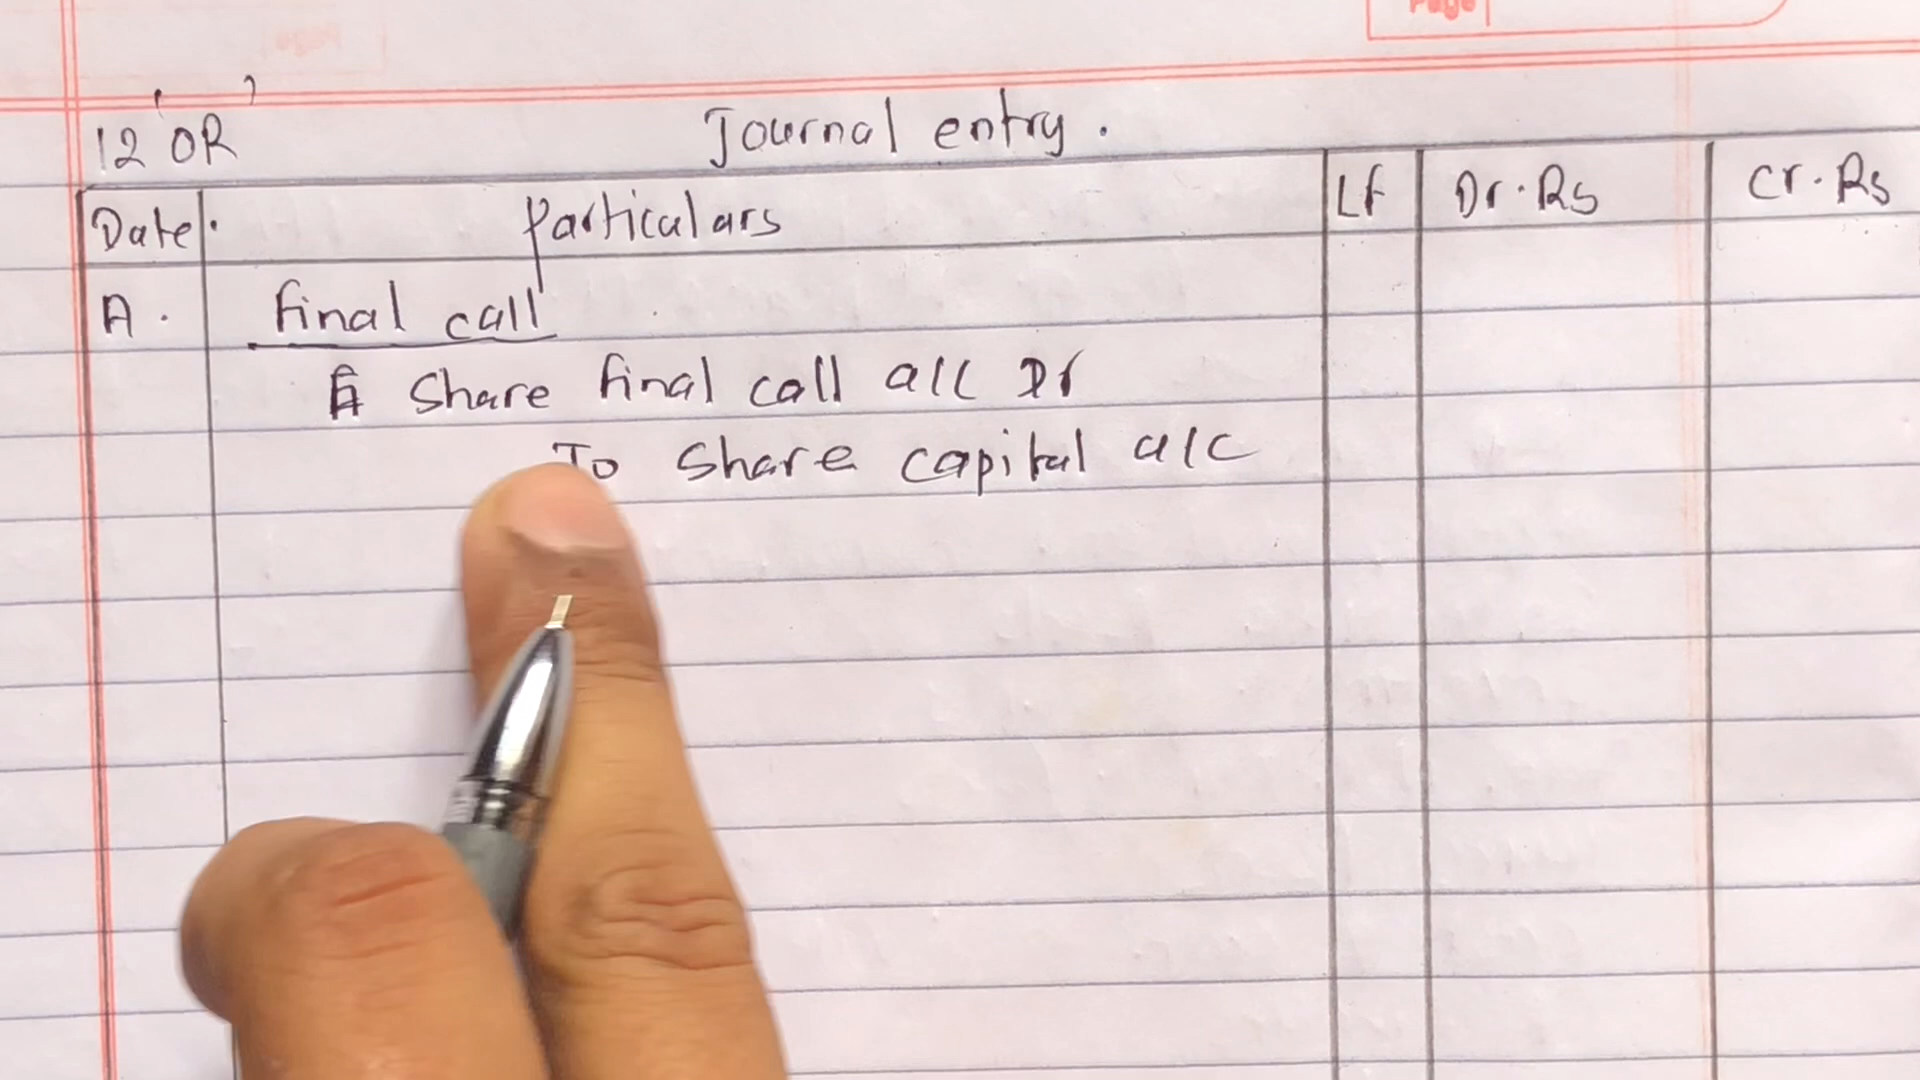 Page
12 'OR'
Journal entry.
Date. Particulars Lf Dr. Rs Cr. Rs
A. final call
Share final call a/c Dr
To share capital a/c